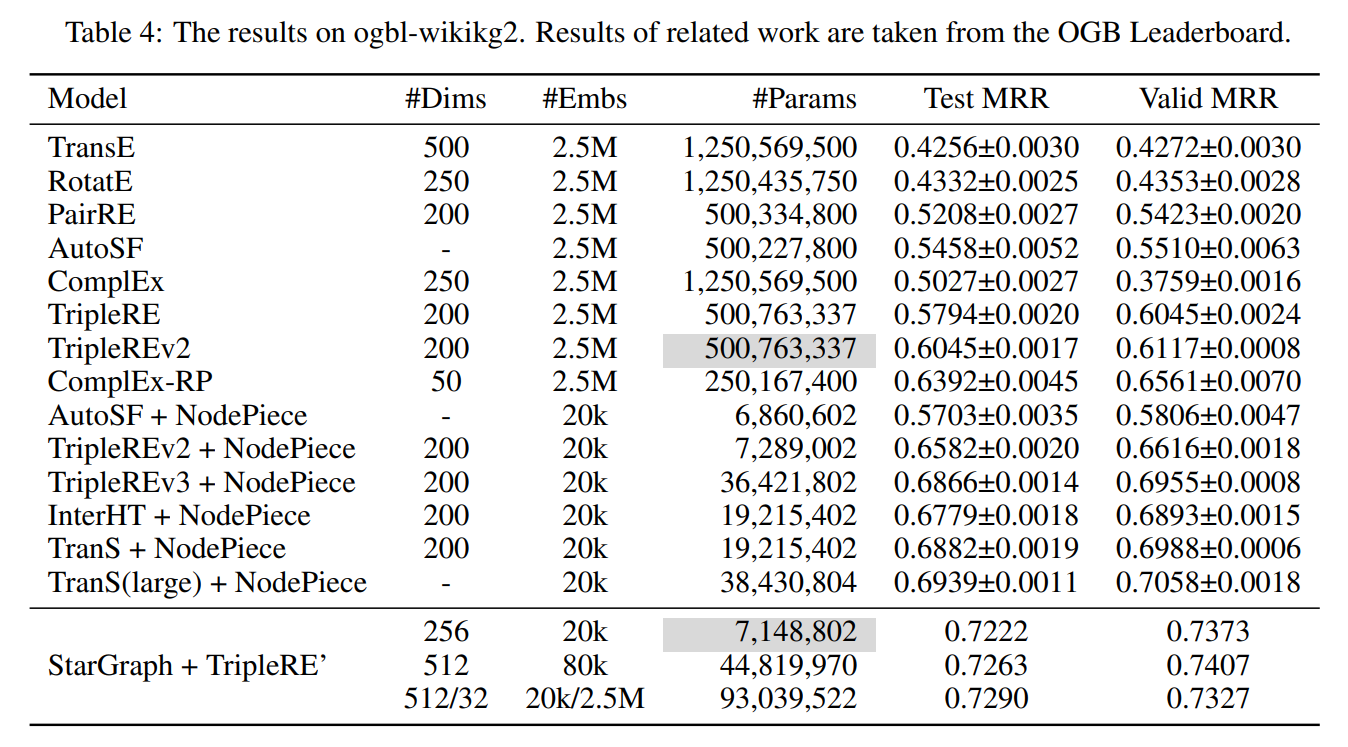 Table 4: The results on ogbl-wikikg2. Results of related work are taken from the OGB Leaderboard.
Model #Dims #Embs #Params Test MRR Valid MRR
TransE 500 2.5M 1,250,569,500 0.4256±0.0030 0.4272±0.0030
RotatE 250 2.5M 1,250,435,750 0.4332±0.0025 0.4353±0.0028
PairRE 200 2.5M 500,334,800 0.5208±0.0027 0.5423±0.0020
AutoSF - 2.5M 500,227,800 0.5458±0.0052 0.5510±0.0063
ComplEx 250 2.5M 1,250,569,500 0.5027±0.0027 0.3759±0.0016
TripleRE 200 2.5M 500,763,337 0.5794±0.0020 0.6045±0.0024
TripleREv2 200 2.5M 500,763,337 0.6045±0.0017 0.6117±0.0008
ComplEx-RP 50 2.5M 250,167,400 0.6392±0.0045 0.6561±0.0070
AutoSF + NodePiece - 20k 6,860,602 0.5703±0.0035 0.5806±0.0047
TripleREv2 + NodePiece 200 20k 7,289,002 0.6582±0.0020 0.6616±0.0018
TripleREv3 + NodePiece 200 20k 36,421,802 0.6866±0.0014 0.6955±0.0008
InterHT + NodePiece 200 20k 19,215,402 0.6779±0.0018 0.6893±0.0015
TranS + NodePiece 200 20k 19,215,402 0.6882±0.0019 0.6988±0.0006
TranS(large) + NodePiece - 20k 38,430,804 0.6939±0.0011 0.7058±0.0018
256 20k 7,148,802 0.7222 0.7373
StarGraph + TripleRE’ 512 80k 44,819,970 0.7263 0.7407
512/32 20k/2.5M 93,039,522 0.7290 0.7327